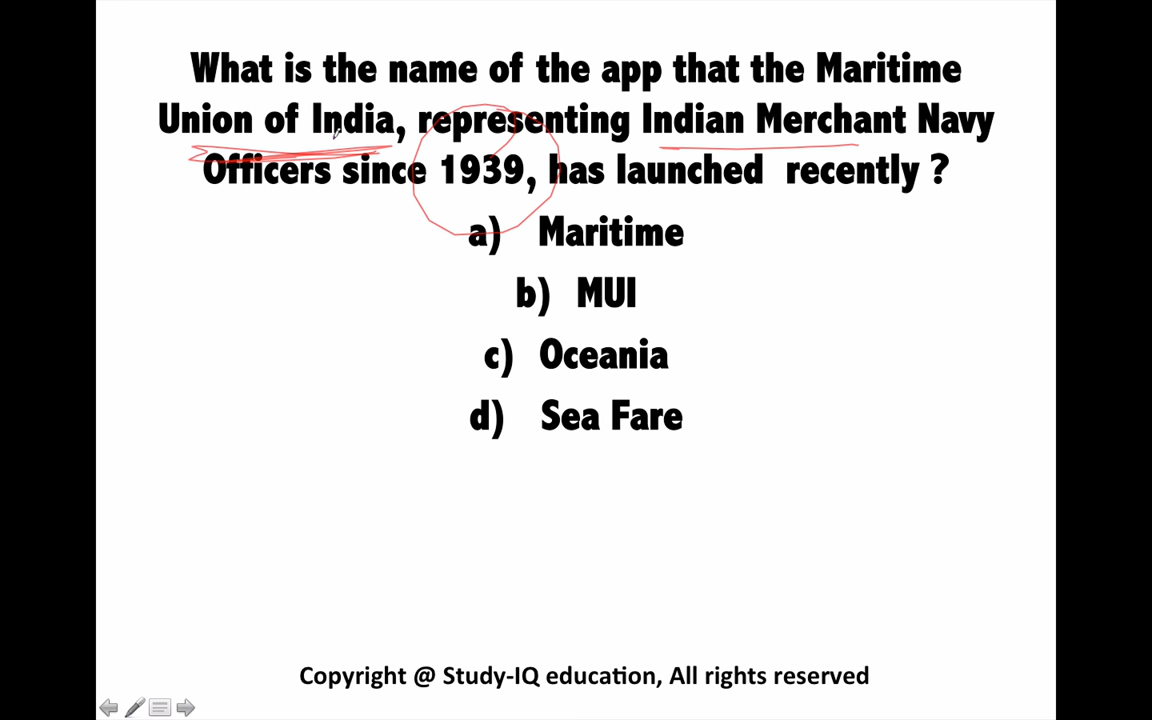 What is the name of the app that the Maritime
Union of India, representing Indian Merchant Navy
Officers since 1939, has launched recently ?
a) Maritime
b) MUI
c) Oceania
d) Sea Fare
Copyright @ Study-IQ education, All rights reserved